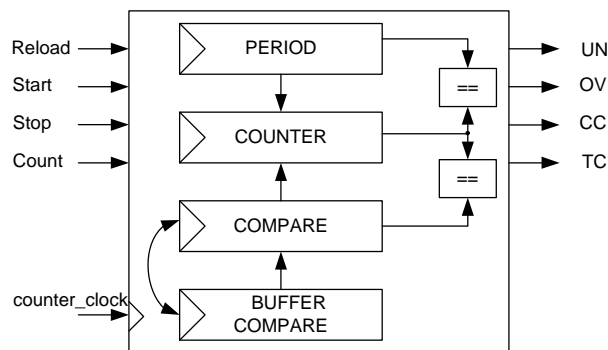 Reload
PERIOD
UN
Start
==
OV
Stop
COUNTER
CC
Count
==
TC
COMPARE
counter_clock
BUFFER
COMPARE